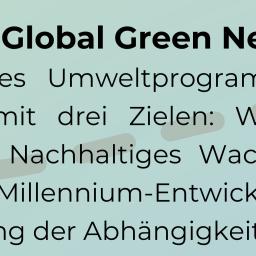 Global Green Ne
es Umweltprogram
mit drei Zielen: W
Nachhaltiges Wac
Millennium-Entwick
ng der Abhängigkeit